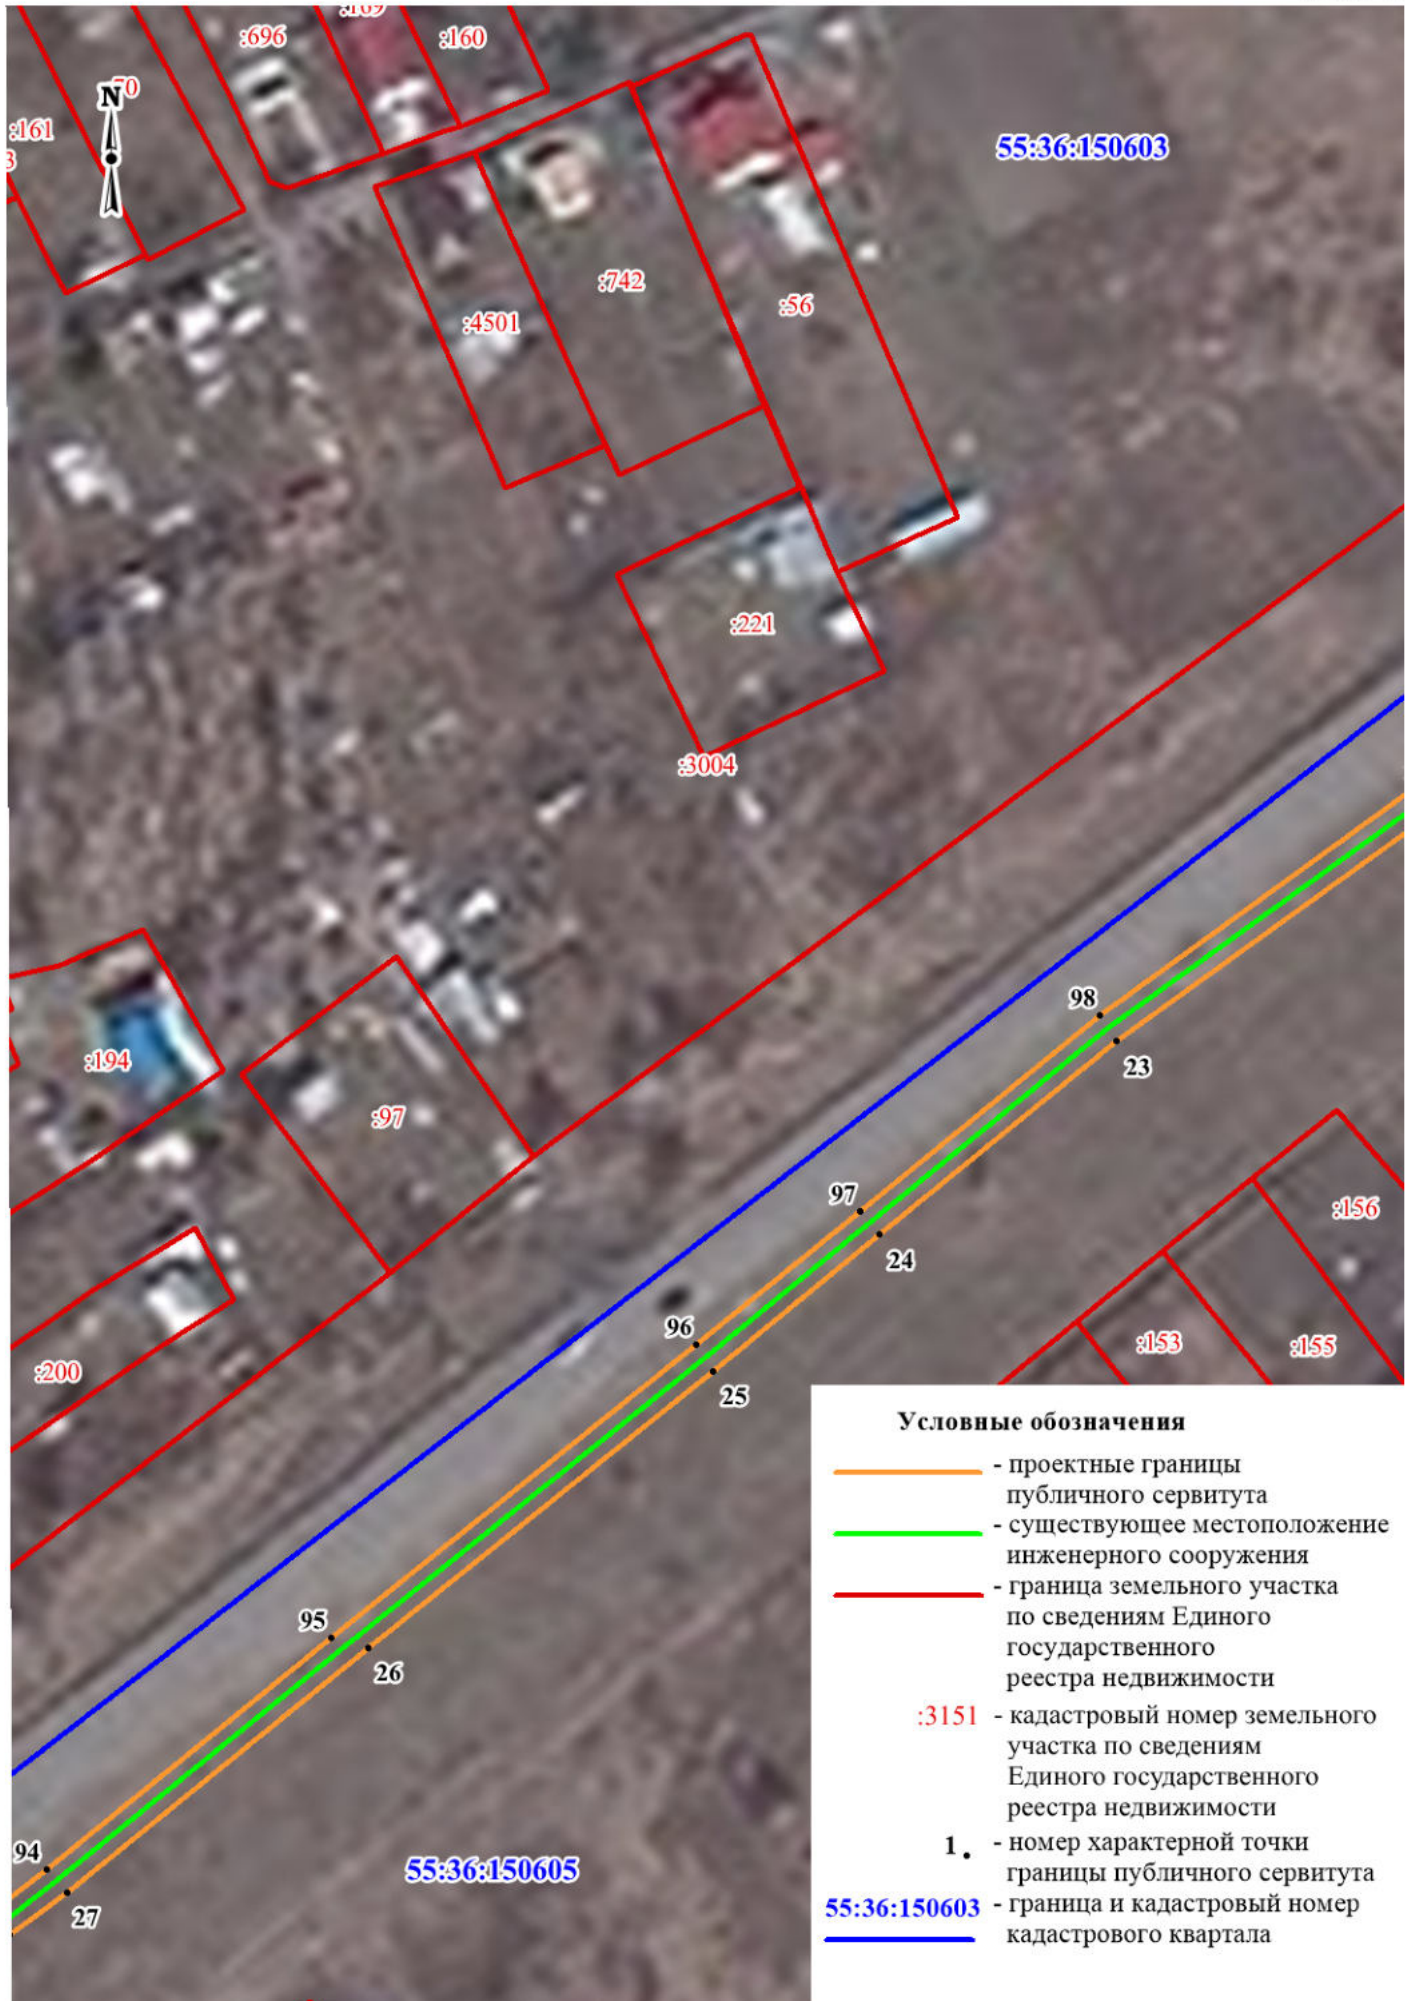 :169
:696
:160
70
N
:161
3
55:36:150603
:742
:56
:4501
:221
:3004
98
:194
23
:97
97
:156
24
96
:153
:155
:200
25
Условные обозначения
- проектные границы
публичного сервитута
- существующее местоположение
инженерного сооружения
- граница земельного участка
по сведениям Единого
государственного
реестра недвижимости
:3151 - кадастровый номер земельного
участка по сведениям
Единого государственного
реестра недвижимости
1 - номер характерной точки
границы публичного сервитута
55:36:150603 - граница и кадастровый номер
кадастрового квартала
95
26
94
55:36:150605
27